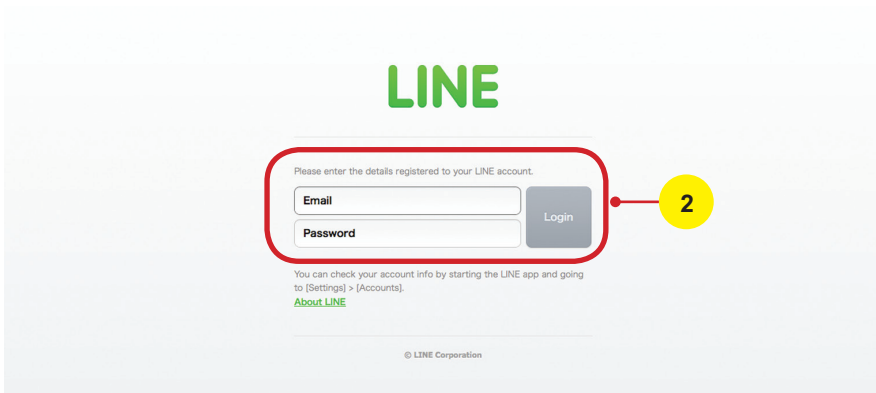 LINE
Please enter the details registered to your LINE account.
Email
Password
Login
2
You can check your account info by starting the LINE app and going
to [Settings] > [Accounts].
About LINE
© LINE Corporation